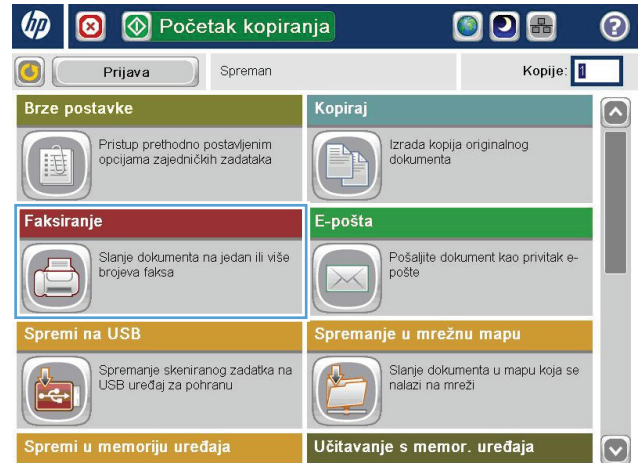 hp
Početak kopiranja
?
Prijava
Spreman
Kopije: 1
Brze postavke
Kopiraj
Pristup prethodno postavljenim
opcijama zajedničkih zadataka
Izrada kopija originalnog
dokumenta
Faksiranje
E-pošta
Slanje dokumenta na jedan ili više
brojeva faksa
Pošaljite dokument kao privitak e-
pošte
Spremi na USB
Spremanje u mrežnu mapu
Spremanje skeniranog zadatka na
USB uređaj za pohranu
Slanje dokumenta u mapu koja se
nalazi na mreži
Spremi u memoriju uređaja
Učitavanje s memor. uređaja